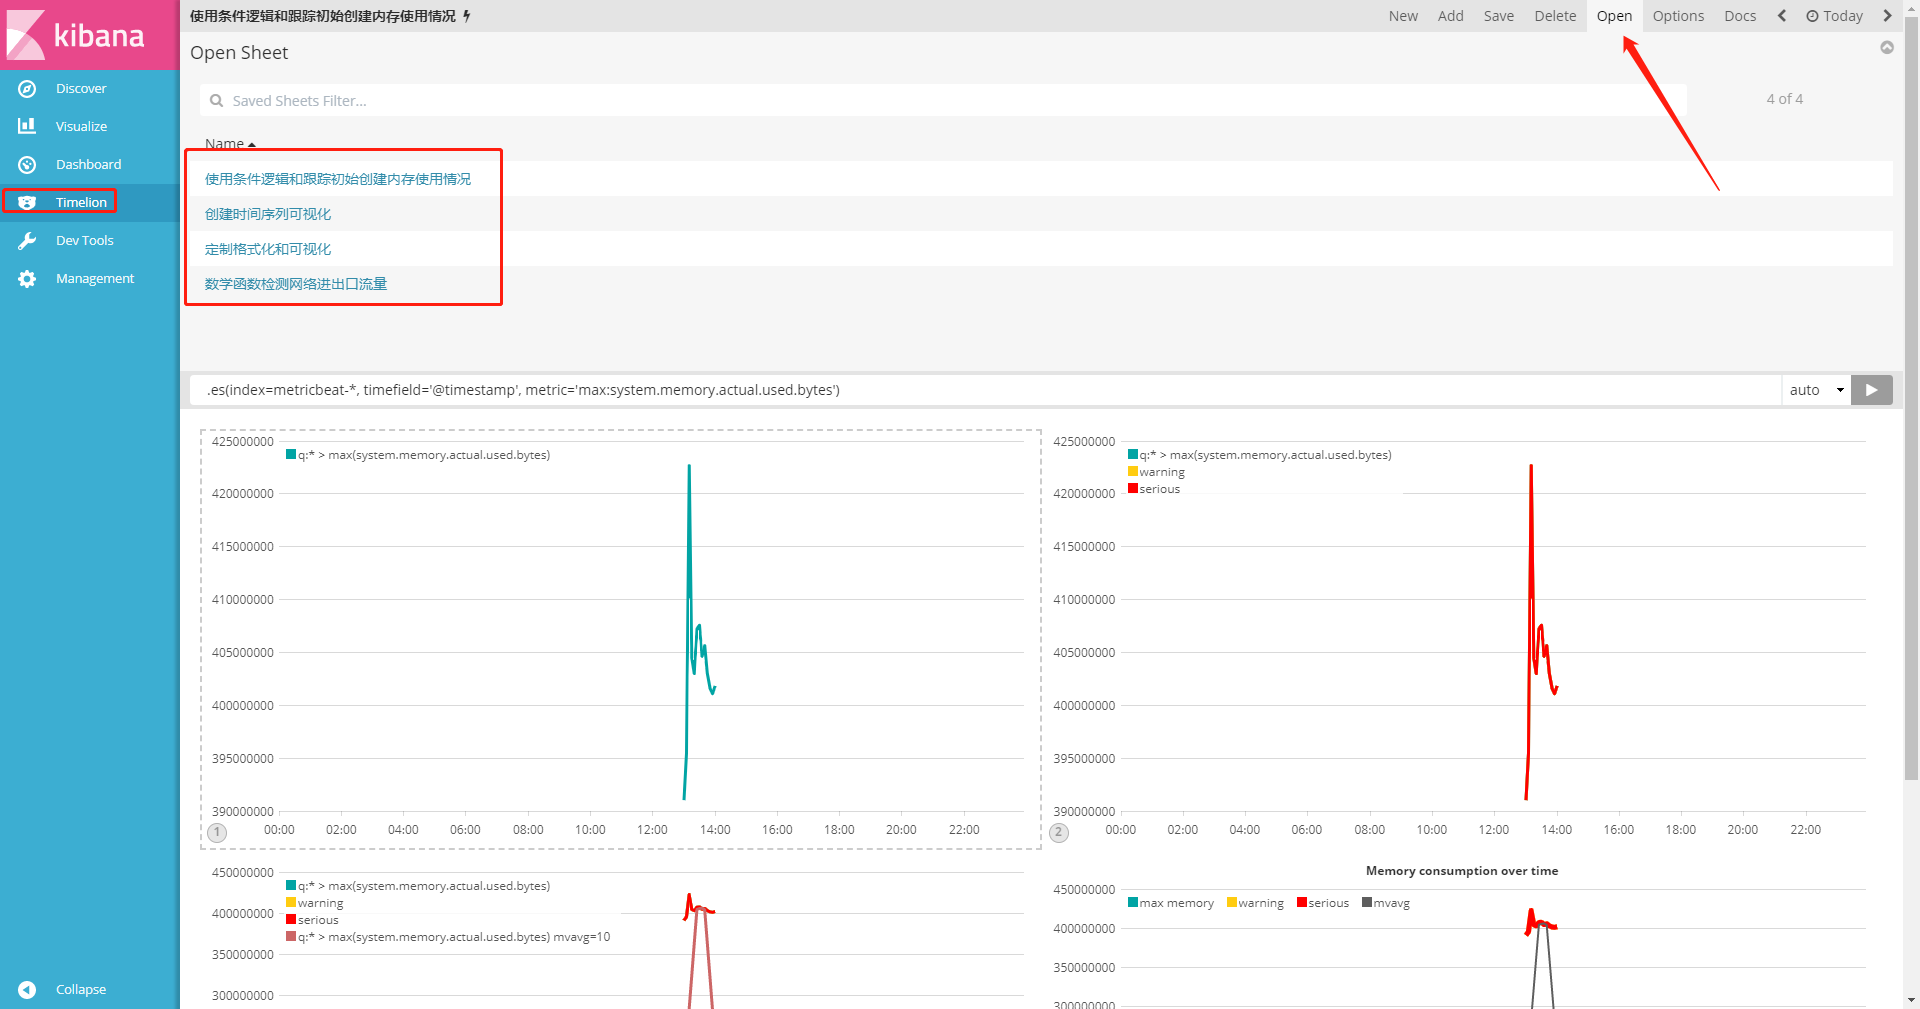 kibana
Discover
Visualize
Dashboard
Timelion
Dev Tools
Management
Collapse
使用条件逻辑和跟踪初始创建内存使用情况
New Add Save Delete Open Options Docs Today
Open Sheet
Saved Sheets Filter...
4 of 4
Name
使用条件逻辑和跟踪初始创建内存使用情况
创建时间序列可视化
定制格式化和可视化
数学函数检测网络进出口流量
.es(index=metricbeat-*, timefield='@timestamp', metric='max:system.memory.actual.used.bytes')
auto
425000000
q:* > max(system.memory.actual.used.bytes)
420000000
415000000
410000000
405000000
400000000
395000000
390000000
00:00 02:00 04:00 06:00 08:00 10:00 12:00 14:00 16:00 18:00 20:00 22:00
1
425000000
q:* > max(system.memory.actual.used.bytes)
warning
serious
420000000
415000000
410000000
405000000
400000000
395000000
390000000
00:00 02:00 04:00 06:00 08:00 10:00 12:00 14:00 16:00 18:00 20:00 22:00
2
450000000
q:* > max(system.memory.actual.used.bytes)
warning
400000000
serious
q:* > max(system.memory.actual.used.bytes) mvavg=10
350000000
300000000
Memory consumption over time
450000000
max memory warning serious mvavg
400000000
350000000
300000000